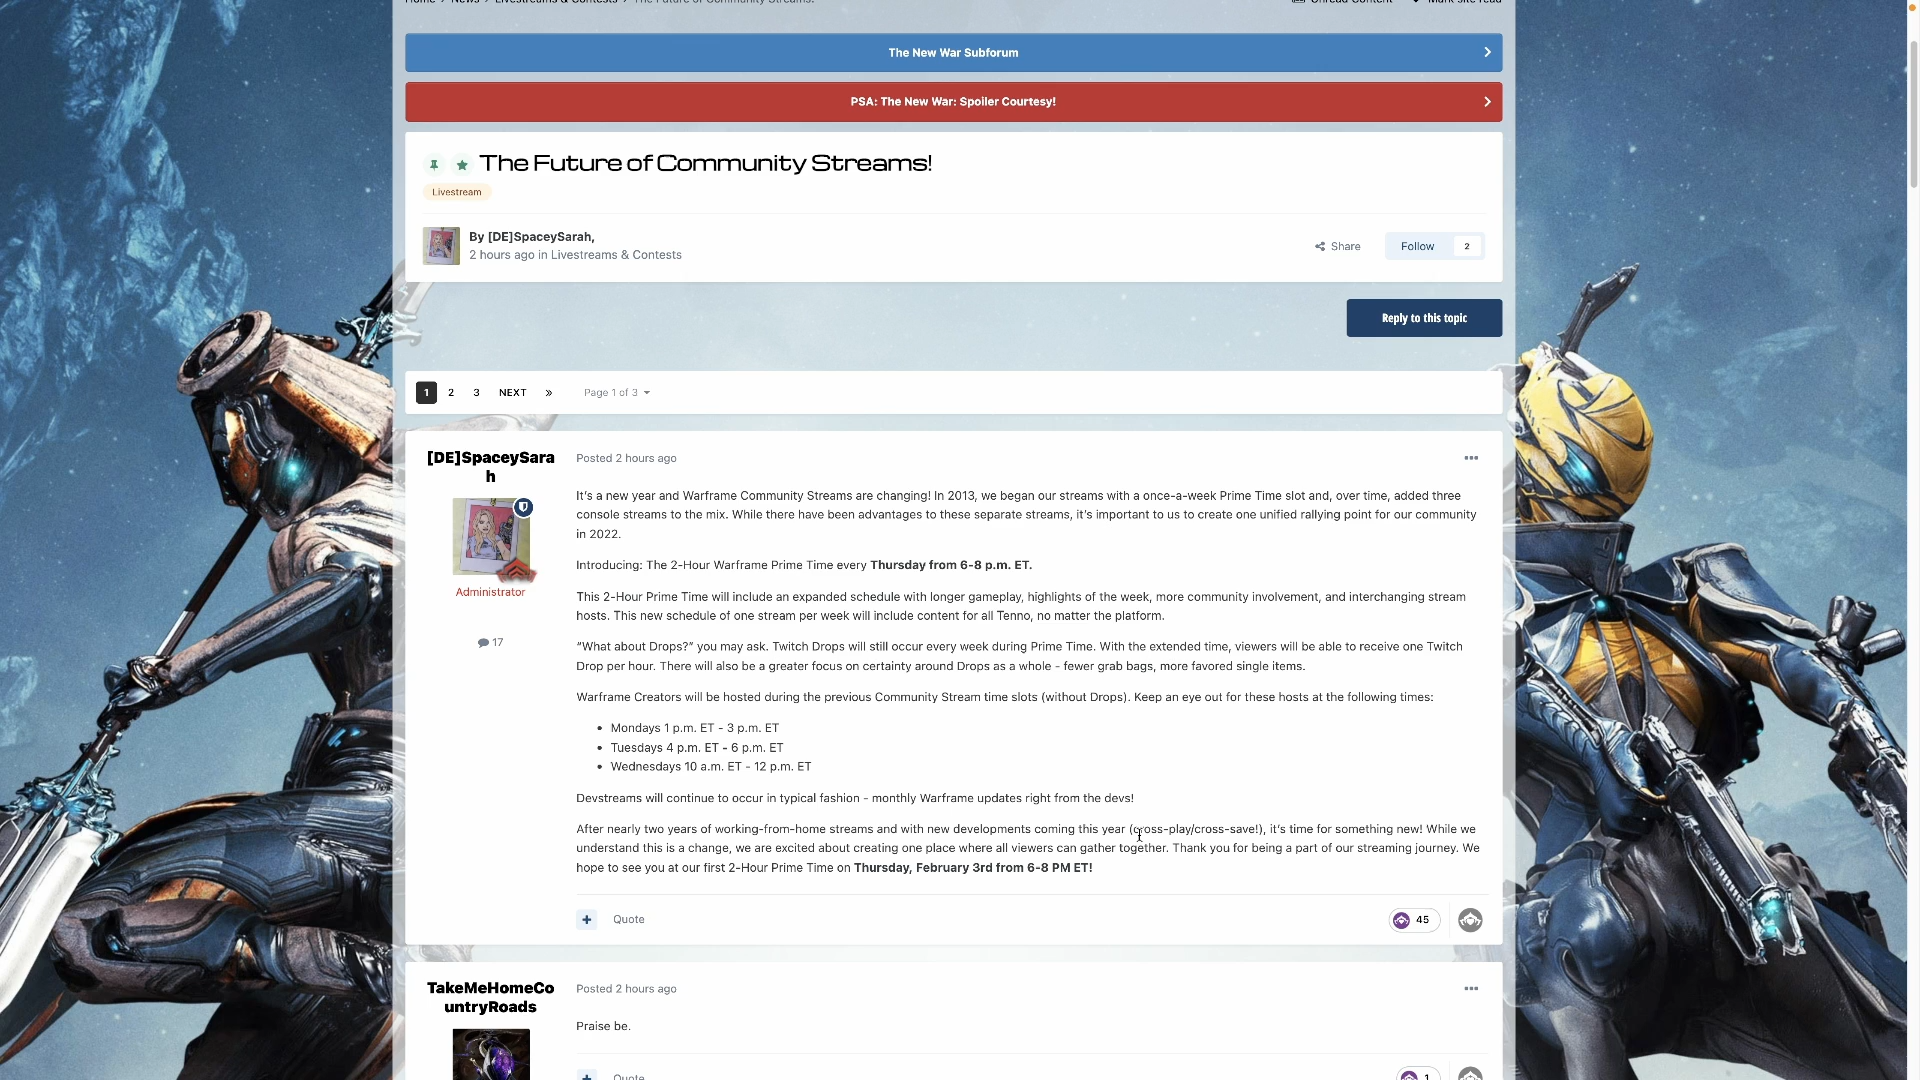 Home > News > Livestreams & Contests > The Future of Community Streams!
Unread Content
Mark site read
The New War Subforum
PSA: The New War: Spoiler Courtesy!
The Future of Community Streams!
Livestream
By [DE]SpaceySarah,
2 hours ago in Livestreams & Contests
Share
Follow 2
Reply to this topic
1 2 3 NEXT » Page 1 of 3
[DE]SpaceySara
h
Administrator
17
Posted 2 hours ago
It's a new year and Warframe Community Streams are changing! In 2013, we began our streams with a once-a-week Prime Time slot and, over time, added three
console streams to the mix. While there have been advantages to these separate streams, it's important to us to create one unified rallying point for our community
in 2022.
Introducing: The 2-Hour Warframe Prime Time every Thursday from 6-8 p.m. ET.
This 2-Hour Prime Time will include an expanded schedule with longer gameplay, highlights of the week, more community involvement, and interchanging stream
hosts. This new schedule of one stream per week will include content for all Tenno, no matter the platform.
“What about Drops?” you may ask. Twitch Drops will still occur every week during Prime Time. With the extended time, viewers will be able to receive one Twitch
Drop per hour. There will also be a greater focus on certainty around Drops as a whole - fewer grab bags, more favored single items.
Warframe Creators will be hosted during the previous Community Stream time slots (without Drops). Keep an eye out for these hosts at the following times:
• Mondays 1 p.m. ET - 3 p.m. ET
• Tuesdays 4 p.m. ET - 6 p.m. ET
• Wednesdays 10 a.m. ET - 12 p.m. ET
Devstreams will continue to occur in typical fashion - monthly Warframe updates right from the devs!
After nearly two years of working-from-home streams and with new developments coming this year (cross-play/cross-save!), it's time for something new! While we
understand this is a change, we are excited about creating one place where all viewers can gather together. Thank you for being a part of our streaming journey. We
hope to see you at our first 2-Hour Prime Time on Thursday, February 3rd from 6-8 PM ET!
+ Quote
45
TakeMeHomeCo
untryRoads
Posted 2 hours ago
Praise be.
+ Quote
1